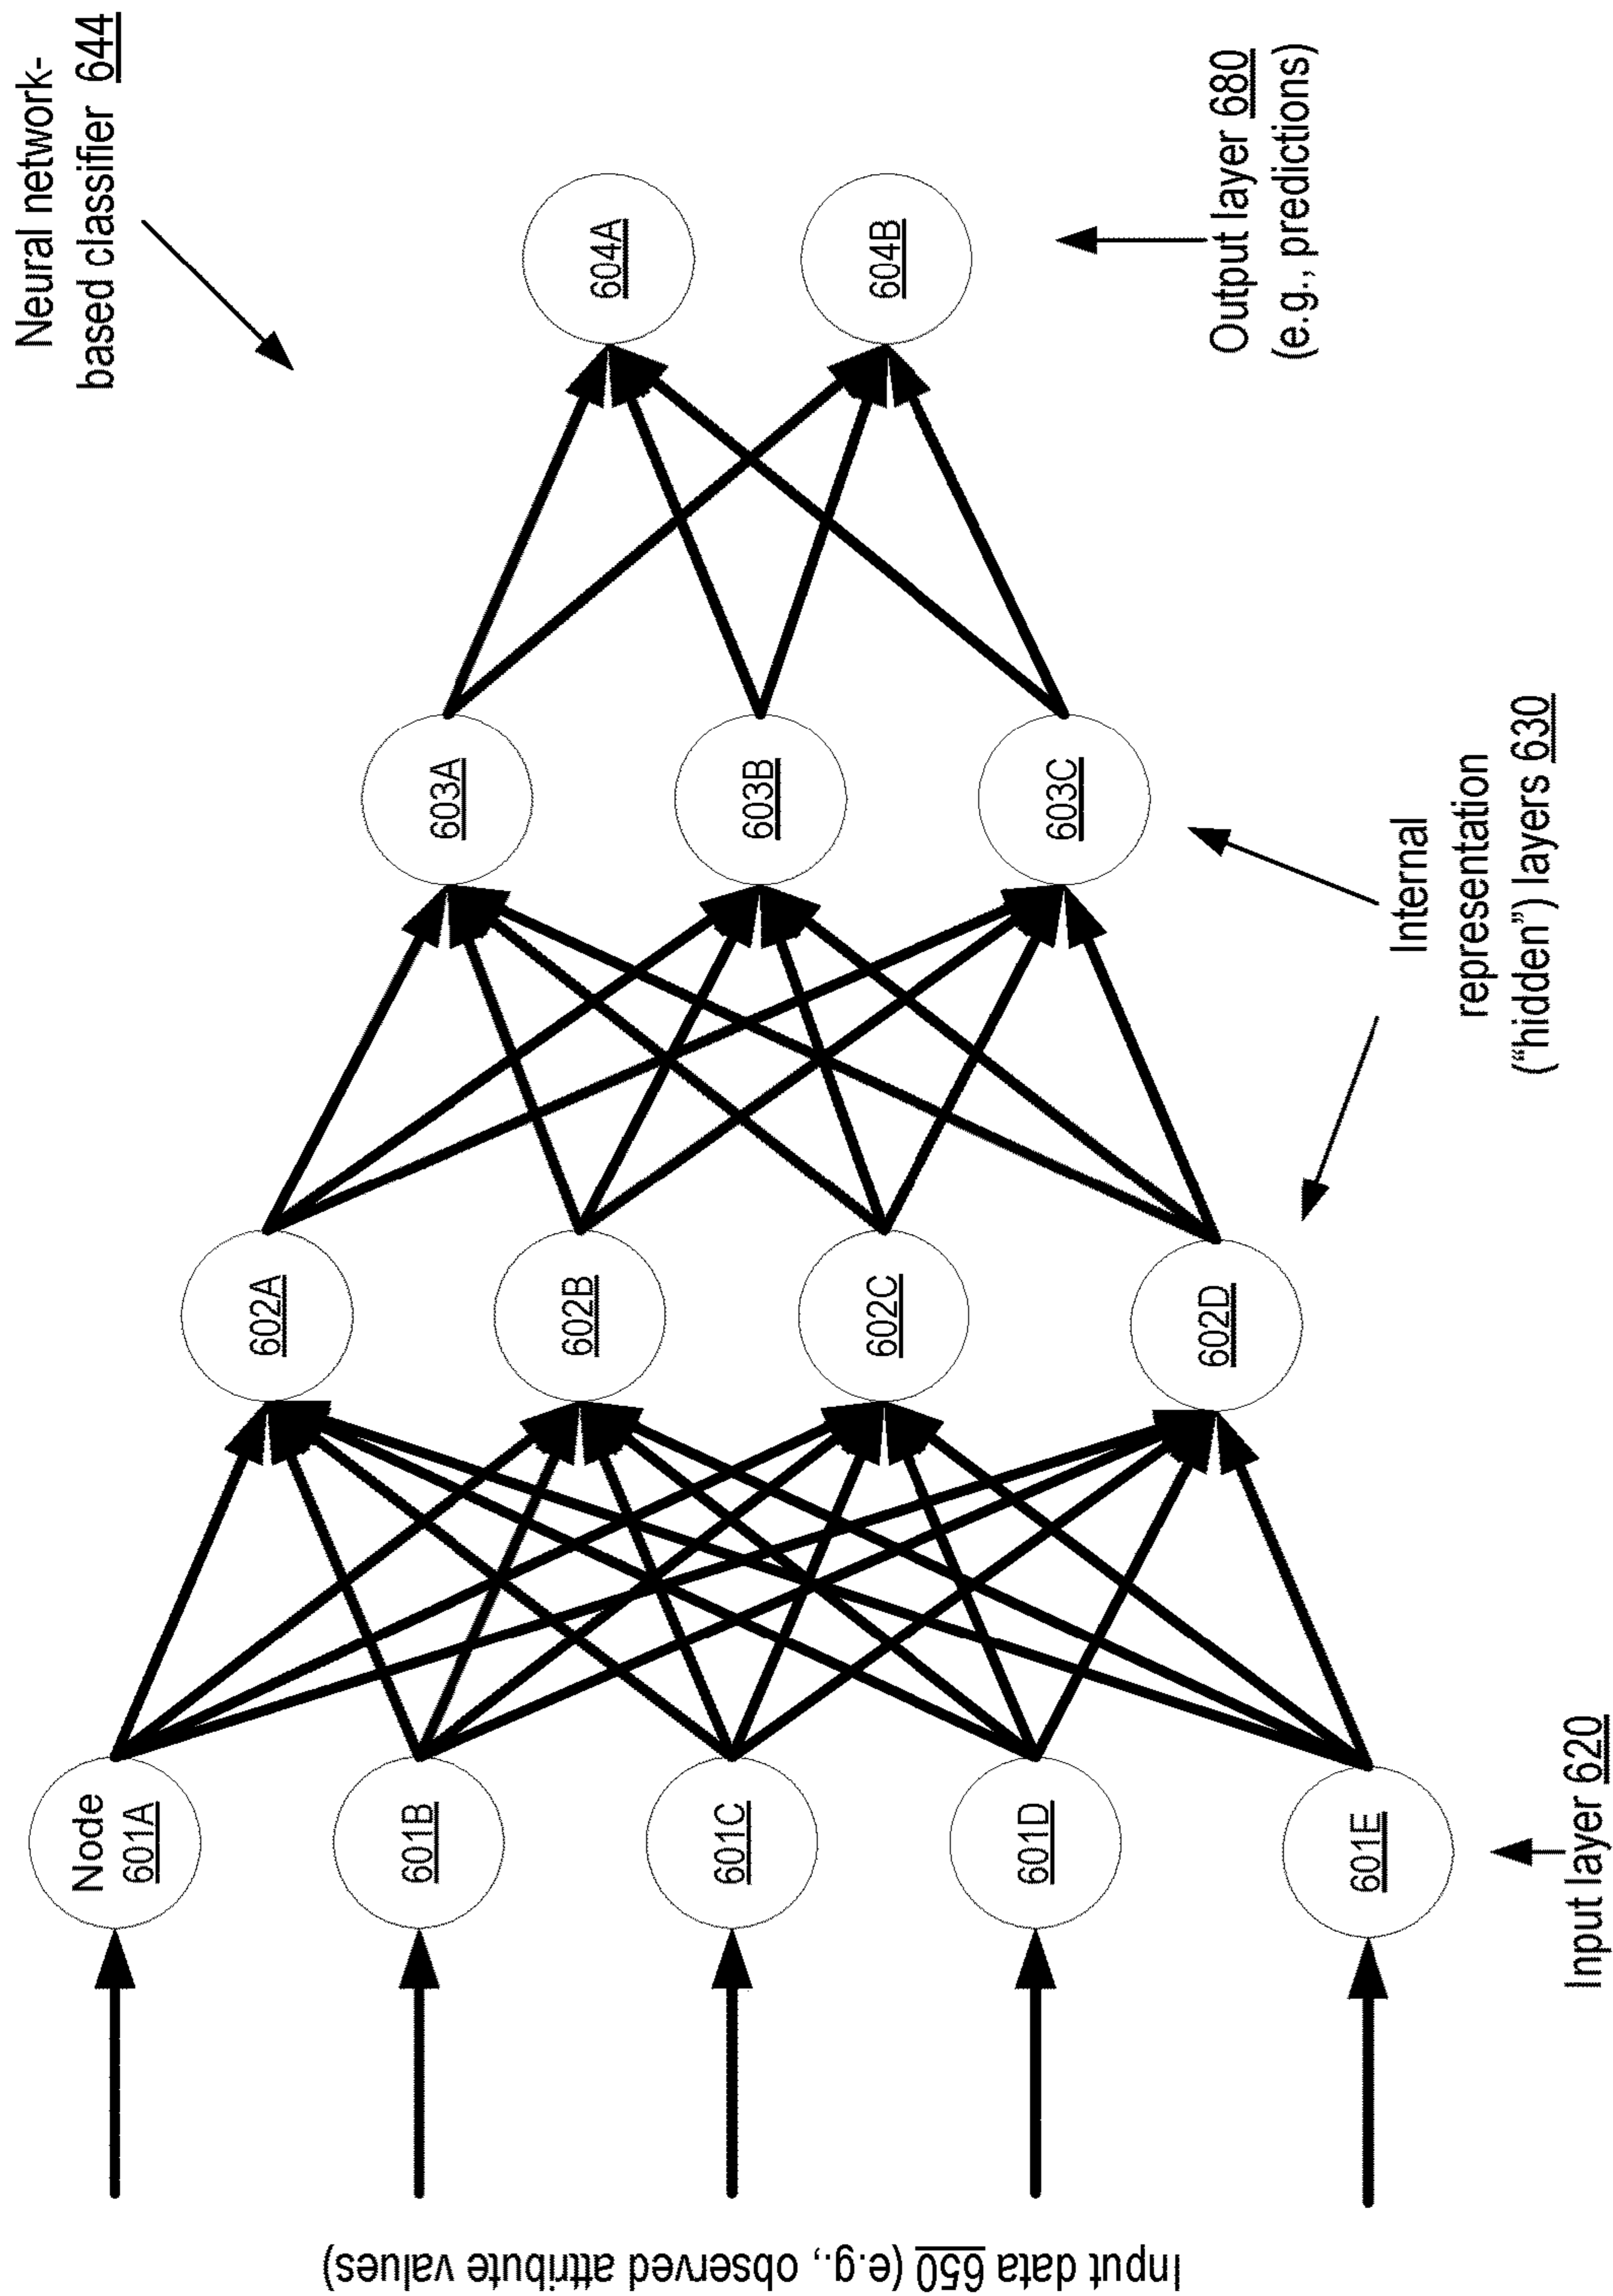 Neural network-
based classifier 644
Input data 650 (e.g., observed attribute values)
Node
601A
601B
601C
601D
601E
602A
602B
602C
602D
603A
603B
603C
604A
604B
Input layer 620
Internal
representation
(“hidden”) layers 630
Output layer 680
(e.g., predictions)